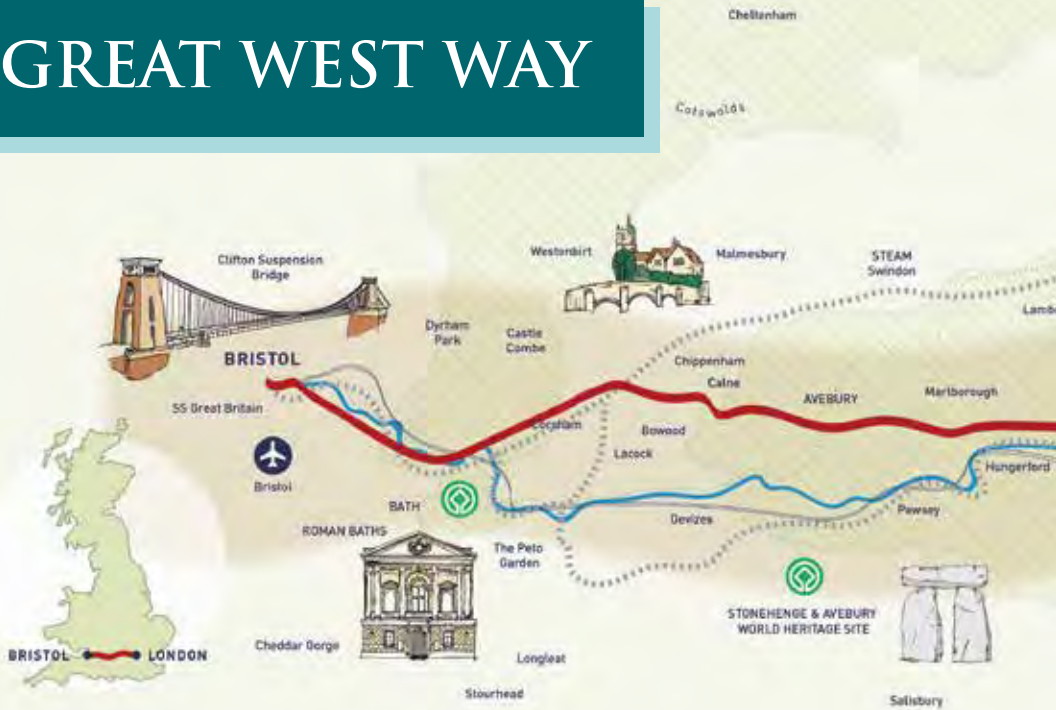 GREAT WEST WAY
Cheltenham
Cotswolds
Clifton Suspension
Bridge
Westonbirt
Malmesbury
STEAM
Swindon
Dyrham
Park
Castle
Combe
BRISTOL
Chippenham
Calne
AVEBURY
Marlborough
SS Great Britain
Corsham
Bowood
Lacock
Hungerford
Bristol
BATH
Devizes
Pewsey
ROMAN BATHS
The Peto
Garden
STONEHENGE & AVEBURY
WORLD HERITAGE SITE
Cheddar Gorge
BRISTOL
LONDON
Longleat
Stourhead
Salisbury